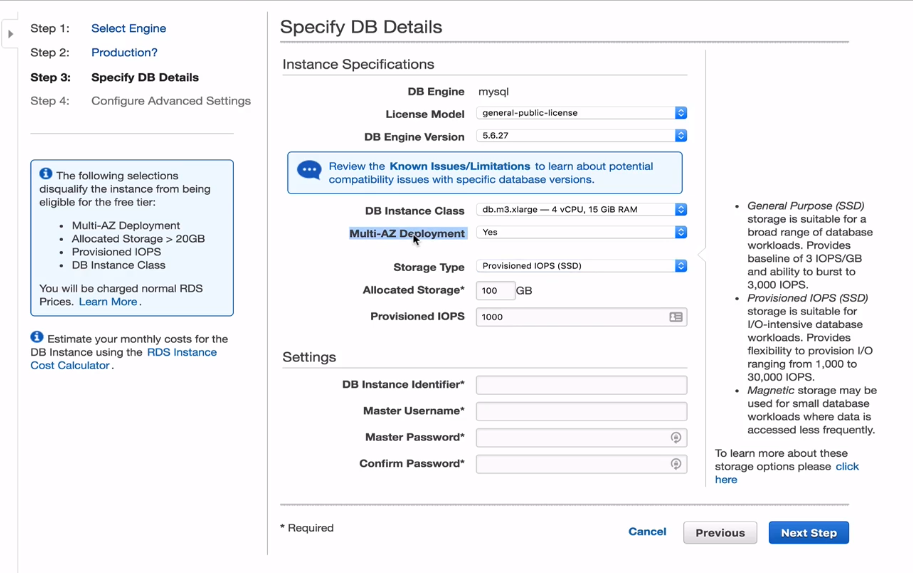 Step 1: Select Engine
Step 2: Production?
Step 3: Specify DB Details
Step 4: Configure Advanced Settings
The following selections
disqualify the instance from being
eligible for the free tier:
• Multi-AZ Deployment
• Allocated Storage > 20GB
• Provisioned IOPS
• DB Instance Class
You will be charged normal RDS
Prices. Learn More.
Estimate your monthly costs for the
DB Instance using the RDS Instance
Cost Calculator.
Specify DB Details
Instance Specifications
DB Engine mysql
License Model general-public-license
DB Engine Version 5.6.27
Review the Known Issues/Limitations to learn about potential
compatibility issues with specific database versions.
DB Instance Class db.m3.xlarge — 4 vCPU, 15 GiB RAM
Multi-AZ Deployment Yes
Storage Type Provisioned IOPS (SSD)
Allocated Storage* 100 GB
Provisioned IOPS 1000
Settings
DB Instance Identifier*
Master Username*
Master Password*
Confirm Password*
• General Purpose (SSD)
storage is suitable for a
broad range of database
workloads. Provides
baseline of 3 IOPS/GB
and ability to burst to
3,000 IOPS.
• Provisioned IOPS (SSD)
storage is suitable for
I/O-intensive database
workloads. Provides
flexibility to provision I/O
ranging from 1,000 to
30,000 IOPS.
• Magnetic storage may be
used for small database
workloads where data is
accessed less frequently.
To learn more about these
storage options please click
here
* Required
Cancel Previous Next Step